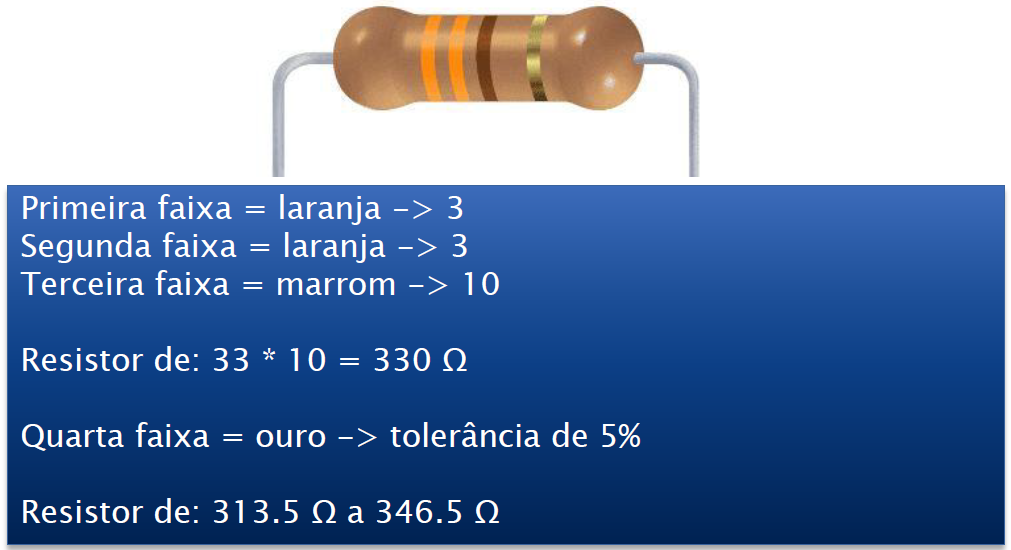 Primeira faixa = laranja -> 3
Segunda faixa = laranja -> 3
Terceira faixa = marrom -> 10
Resistor de: 33 * 10 = 330 Ω
Quarta faixa = ouro -> tolerância de 5%
Resistor de: 313.5 Ω a 346.5 Ω